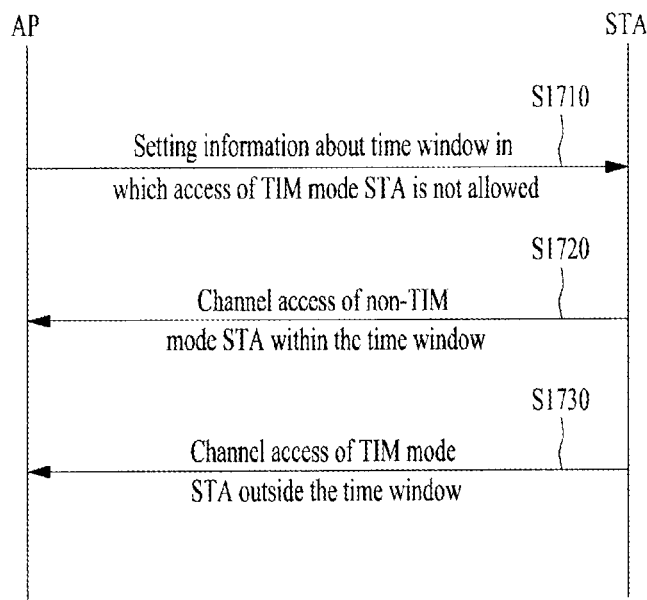 AP
STA
S1710
Setting information about time window in
which access of TIM mode STA is not allowed
S1720
Channel access of non-TIM
mode STA within the time window
S1730
Channel access of TIM mode
STA outside the time window